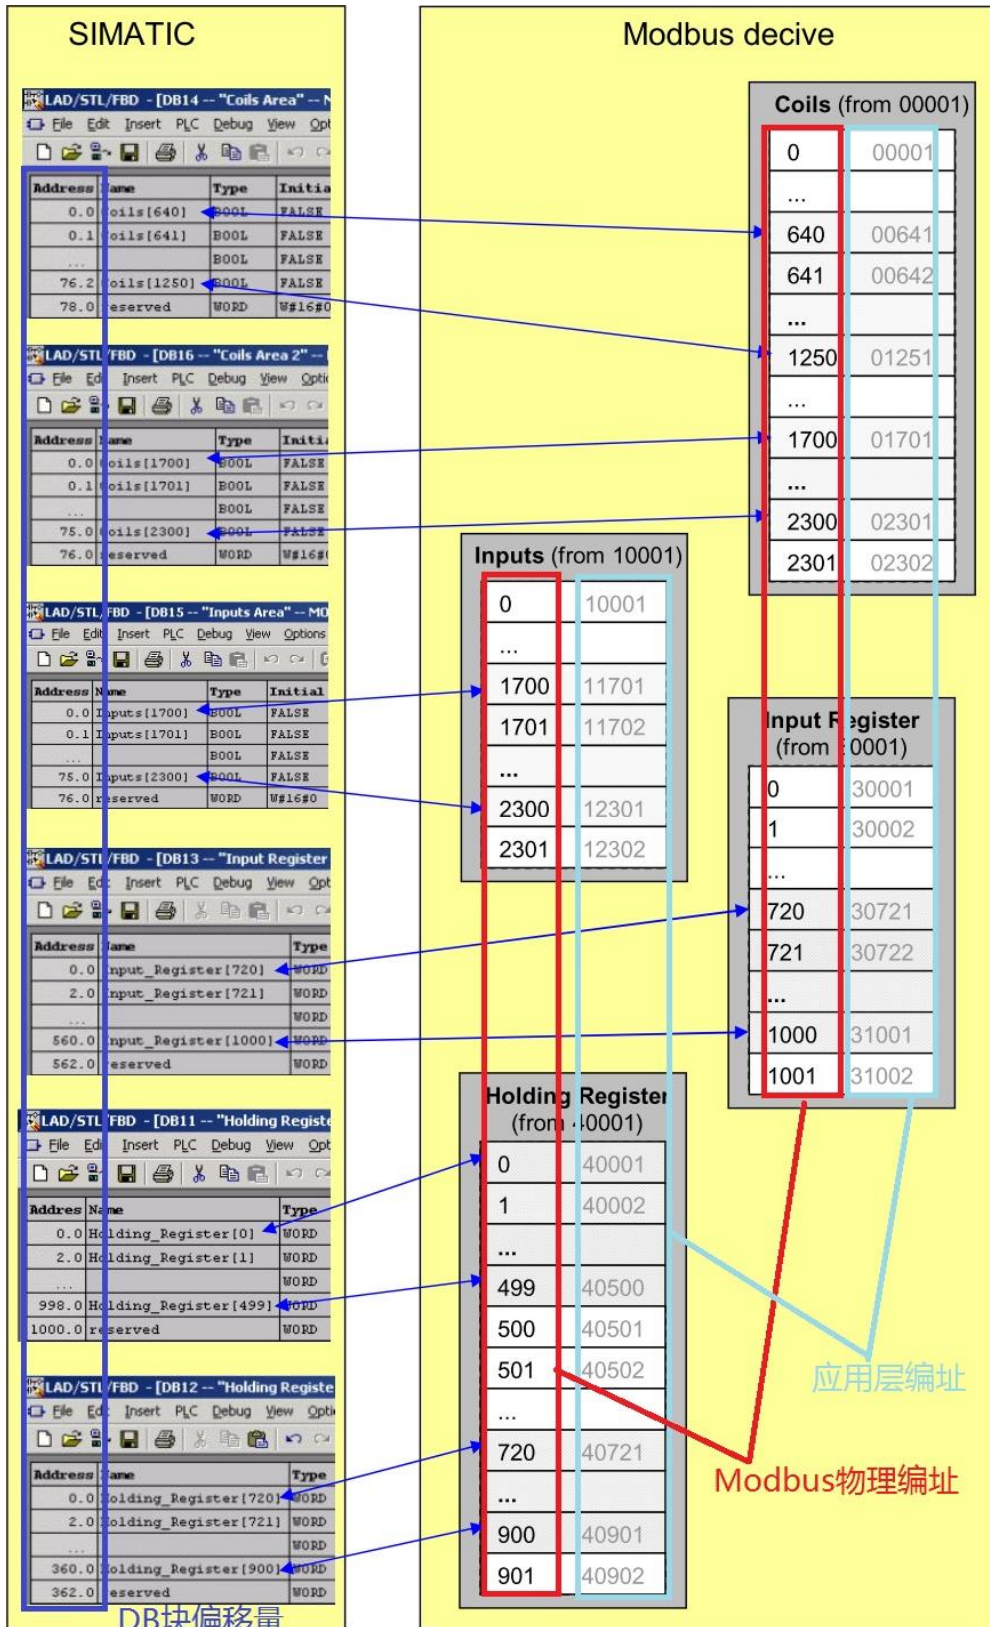 SIMATIC
LAD/STL/FBD - [DB14 -- "Coils Area" --
File Edit Insert PLC Debug View
Address Name Type
0.0 Coils[640] BOOL FALSE
0.1 Coils[641] BOOL FALSE
... BOOL FALSE
76.2 Coils[1250] BOOL FALSE
78.0 reserved WORD W#16#0
LAD/STL/FBD - [DB16 -- "Coils Area 2" --
File Edit Insert PLC Debug View
Address Name Type
0.0 Coils[1700] BOOL FALSE
0.1 Coils[1701] BOOL FALSE
... BOOL FALSE
75.0 Coils[2300] BOOL FALSE
76.0 reserved WORD
LAD/STL/FBD - [DB15 -- "Inputs Area" -- MO
File Edit Insert PLC Debug View Options
Address Name Type Initial
0.0 Inputs[1700] BOOL FALSE
0.1 Inputs[1701] BOOL FALSE
... BOOL FALSE
75.0 Inputs[2300] BOOL FALSE
76.0 reserved WORD W#16#0
LAD/STL/FBD - [DB13 -- "Input Register
File Edit Insert PLC Debug View
Address Name Type
0.0 Input_Register[720] WORD
2.0 Input_Register[721] WORD
... WORD
560.0 Input_Register[1000] WORD
562.0 reserved WORD
LAD/STL/FBD - [DB11 -- "Holding Registe
File Edit Insert PLC Debug View
Addres Name Type
0.0 Holding_Register[0] WORD
2.0 Holding_Register[1] WORD
... WORD
998.0 Holding_Register[499] WORD
1000.0 reserved WORD
LAD/STL/FBD - [DB12 -- "Holding Registe
File Edit Insert PLC Debug View
Address Name Type
0.0 Holding_Register[720] WORD
2.0 Holding_Register[721] WORD
... WORD
360.0 Holding_Register[900] WORD
362.0 reserved WORD
DB块偏移量
Modbus decive
Coils (from 00001)
0 00001
...
640 00641
641 00642
...
1250 01251
...
1700 01701
...
2300 02301
2301 02302
Inputs (from 10001)
0 10001
...
1700 11701
1701 11702
...
2300 12301
2301 12302
Input Register
(from 30001)
0 30001
1 30002
...
720 30721
721 30722
...
1000 31001
1001 31002
Holding Register
(from 40001)
0 40001
1 40002
...
499 40500
500 40501
501 40502
...
720 40721
...
900 40901
901 40902
应用层编址
Modbus物理编址